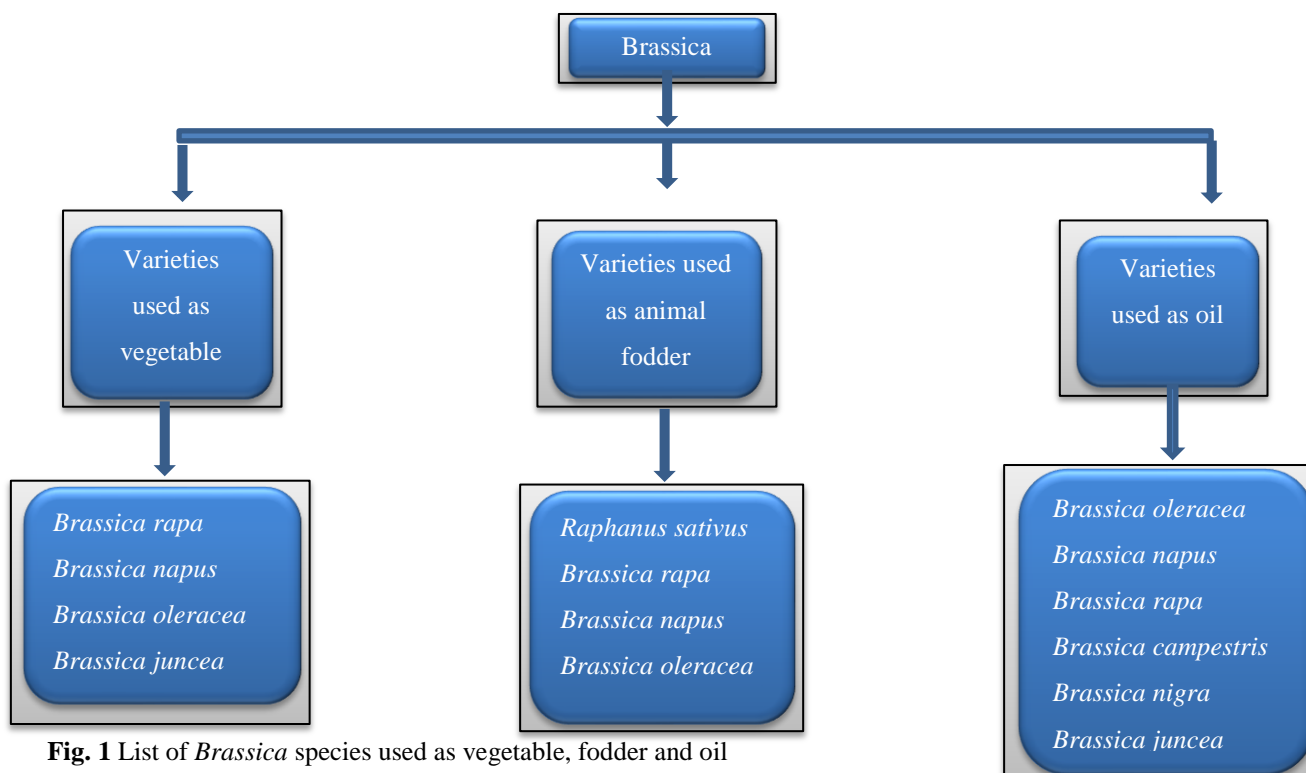 Brassica
Varieties
used as
vegetable
Varieties used
as animal
fodder
Varieties
used as oil
Brassica rapa
Brassica napus
Brassica oleracea
Brassica juncea
Raphanus sativus
Brassica rapa
Brassica napus
Brassica oleracea
Brassica oleracea
Brassica napus
Brassica rapa
Brassica campestris
Brassica nigra
Brassica juncea
Fig. 1 List of Brassica species used as vegetable, fodder and oil